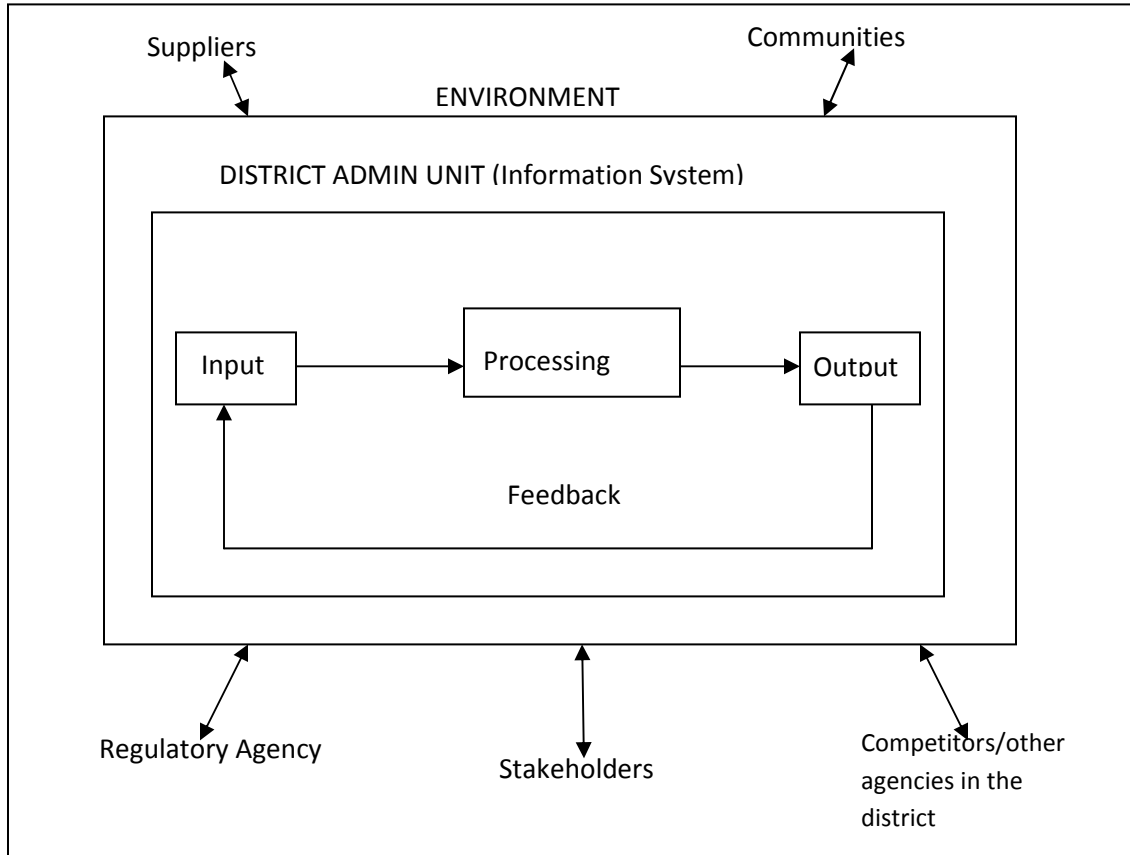 Suppliers
Communities
ENVIRONMENT
DISTRICT ADMIN UNIT (Information System)
Input
Processing
Output
Feedback
Regulatory Agency
Stakeholders
Competitors/other
agencies in the
district